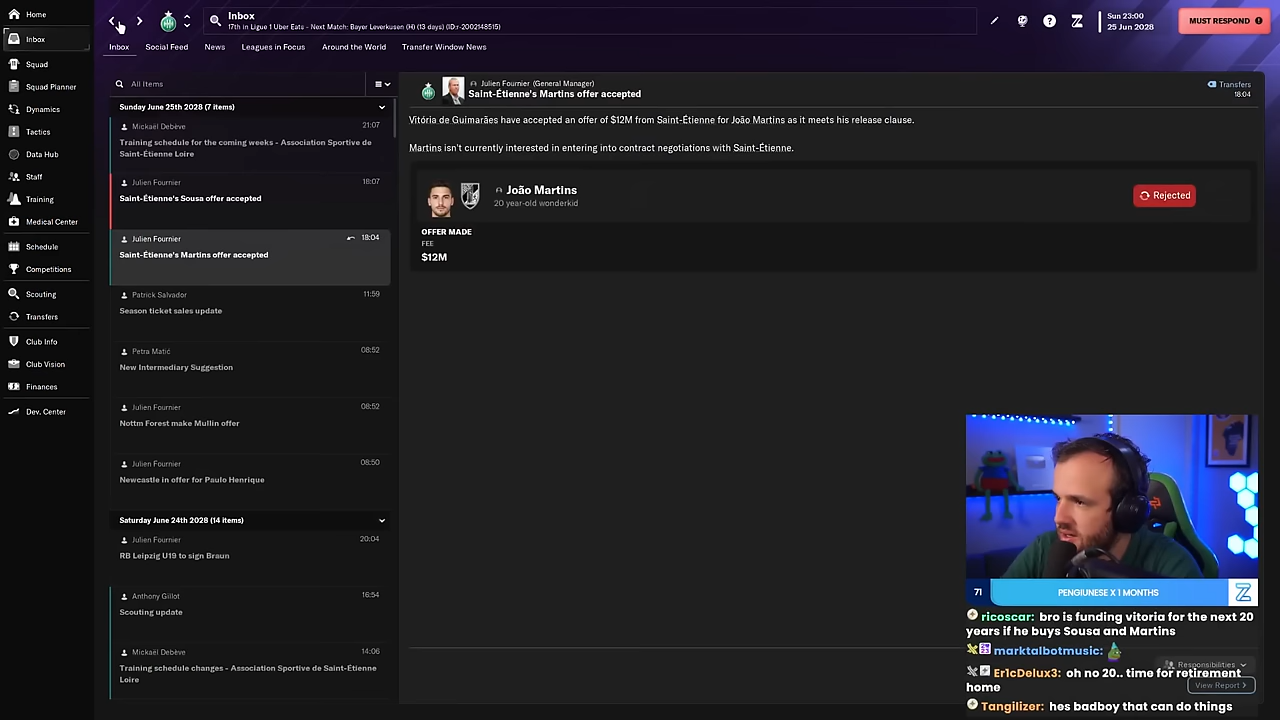 Home
Inbox
Squad
Squad Planner
Dynamics
Tactics
Data Hub
Staff
Training
Medical Center
Schedule
Competitions
Scouting
Transfers
Club Info
Club Vision
Finances
Dev. Center
Inbox
17th in Ligue 1 Uber Eats - Next Match: Bayer Leverkusen (H) (13 days) (ID:r-2002148515)
Sun 23:00
25 Jun 2028
MUST RESPOND
Inbox
Social Feed
News
Leagues in Focus
Around the World
Transfer Window News
All Items
Sunday June 25th 2028 (7 items)
Mickaël Debève
21:07
Training schedule for the coming weeks - Association Sportive de
Saint-Étienne Loire
Julien Fournier
18:07
Saint-Étienne's Sousa offer accepted
Julien Fournier
18:04
Saint-Étienne's Martins offer accepted
Patrick Salvador
11:59
Season ticket sales update
Petra Matić
08:52
New Intermediary Suggestion
Julien Fournier
08:52
Nottm Forest make Mullin offer
Julien Fournier
08:50
Newcastle in offer for Paulo Henrique
Saturday June 24th 2028 (14 items)
Julien Fournier
20:04
RB Leipzig U19 to sign Braun
Anthony Gillot
16:54
Scouting update
Mickaël Debève
14:06
Training schedule changes - Association Sportive de Saint-Étienne
Loire
Julien Fournier (General Manager)
Saint-Étienne's Martins offer accepted
Transfers
18:04
Vitória de Guimarães have accepted an offer of $12M from Saint-Étienne for João Martins as it meets his release clause.
Martins isn't currently interested in entering into contract negotiations with Saint-Étienne.
João Martins
20 year-old wonderkid
Rejected
OFFER MADE
FEE
$12M
71
PENGIUNESE X 1 MONTHS
ricoscar: bro is funding vitoria for the next 20
years if he buys Sousa and Martins
marktalbotmusic:
Responsibilities
Er1cDelux3: oh no 20.. time for retirement
home
View Report
Tangilizer: hes badboy that can do things